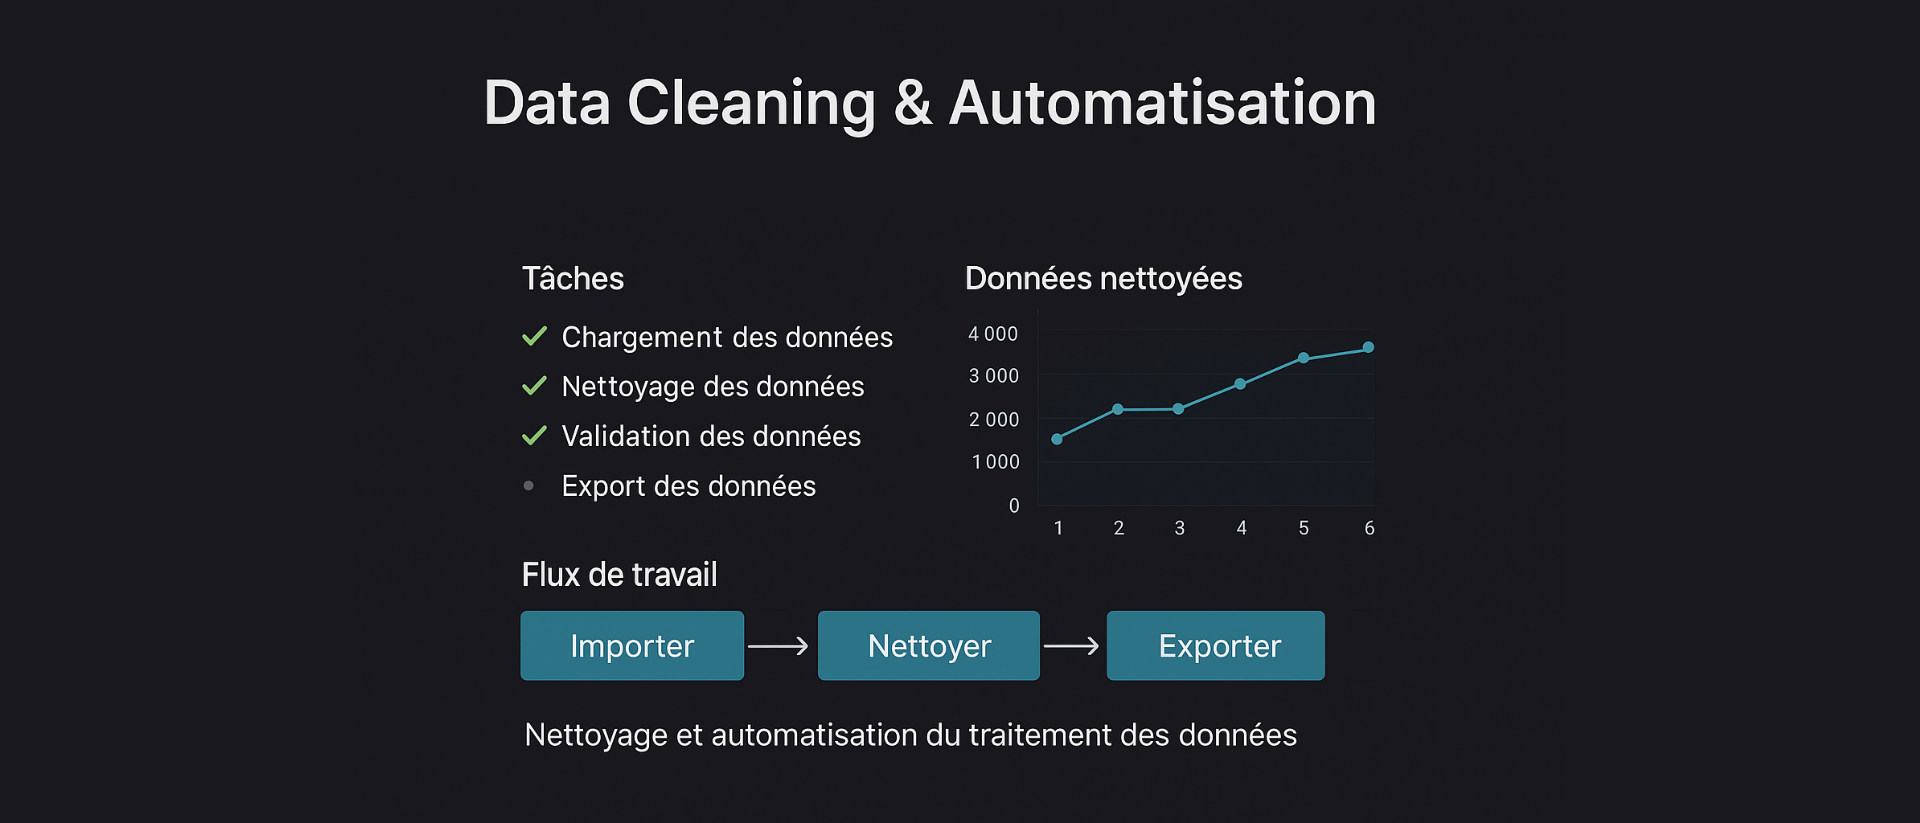 Data Cleaning & Automatisation
Tâches
Chargement des données
Nettoyage des données
Validation des données
Export des données
Données nettoyées
4 000
3 000
2 000
1 000
0
1 2 3 4 5 6
Flux de travail
Importer Nettoyer Exporter
Nettoyage et automatisation du traitement des données